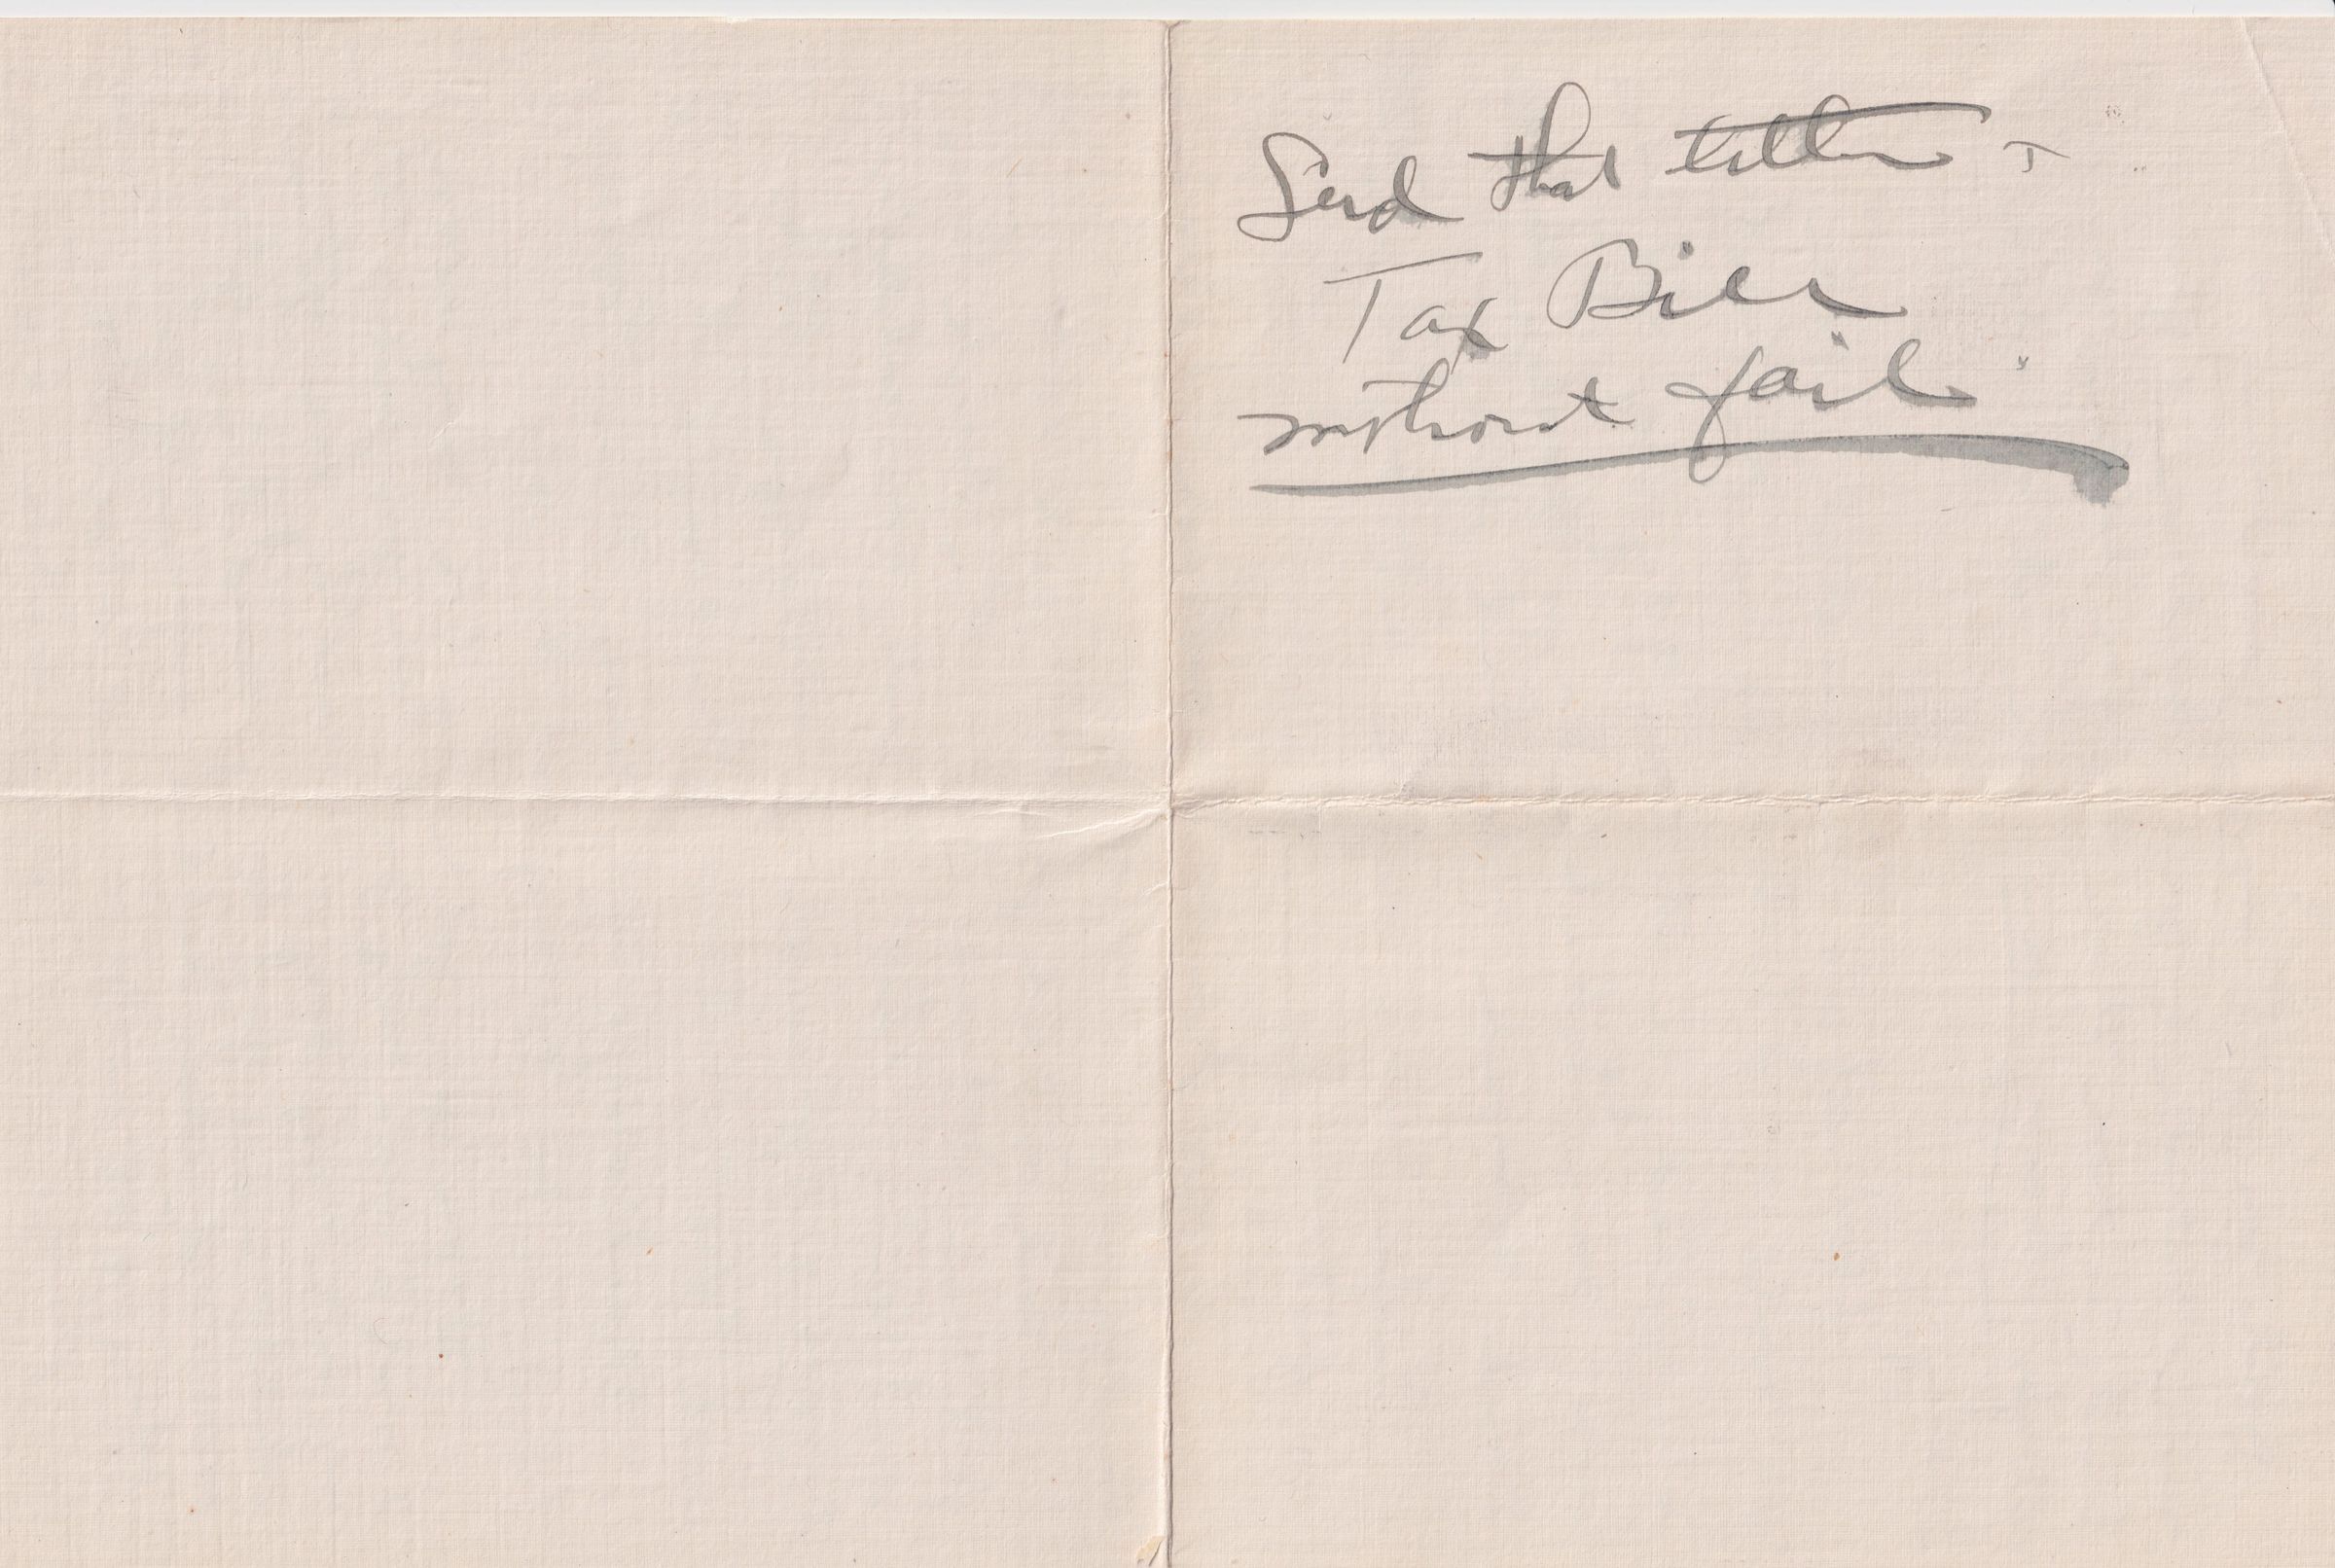 Send that letter +
Tax Bill
without fail